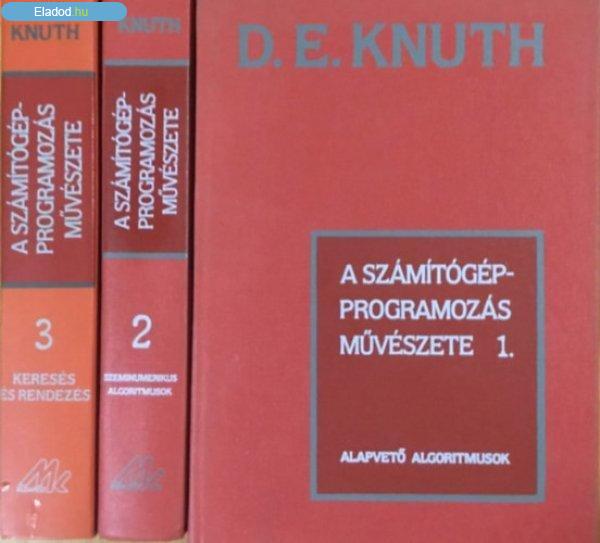 Eladod.hu
KNUTH
A SZÁMÍTÓGÉP-
PROGRAMOZÁS
MŰVÉSZETE
3
KERESÉS
ÉS RENDEZÉS
KNUTH
A SZÁMÍTÓGÉP-
PROGRAMOZÁS
MŰVÉSZETE
2
SZEMINUMERIKUS
ALGORITMUSOK
D. E. KNUTH
A SZÁMÍTÓGÉP-
PROGRAMOZÁS
MŰVÉSZETE 1.
ALAPVETŐ ALGORITMUSOK